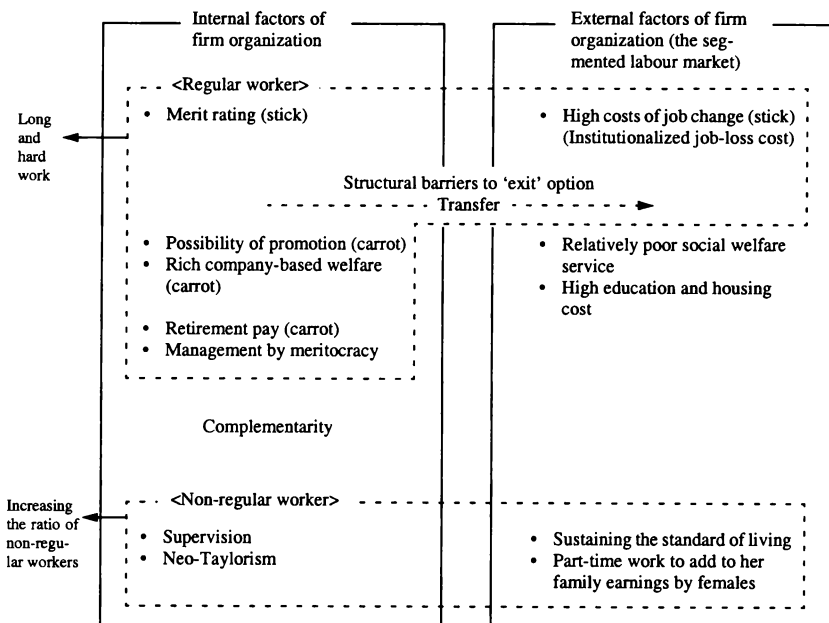 Internal factors of
firm organization
External factors of firm
organization (the seg-
mented labour market)
<Regular worker>
Long
and
hard
work
• Merit rating (stick)
• High costs of job change (stick)
(Institutionalized job-loss cost)
Structural barriers to ‘exit’ option
Transfer
• Possibility of promotion (carrot)
• Rich company-based welfare
(carrot)
• Retirement pay (carrot)
• Management by meritocracy
• Relatively poor social welfare
service
• High education and housing
cost
Complementarity
<Non-regular worker>
Increasing
the ratio of
non-regu-
lar workers
• Supervision
• Neo-Taylorism
• Sustaining the standard of living
• Part-time work to add to her
family earnings by females